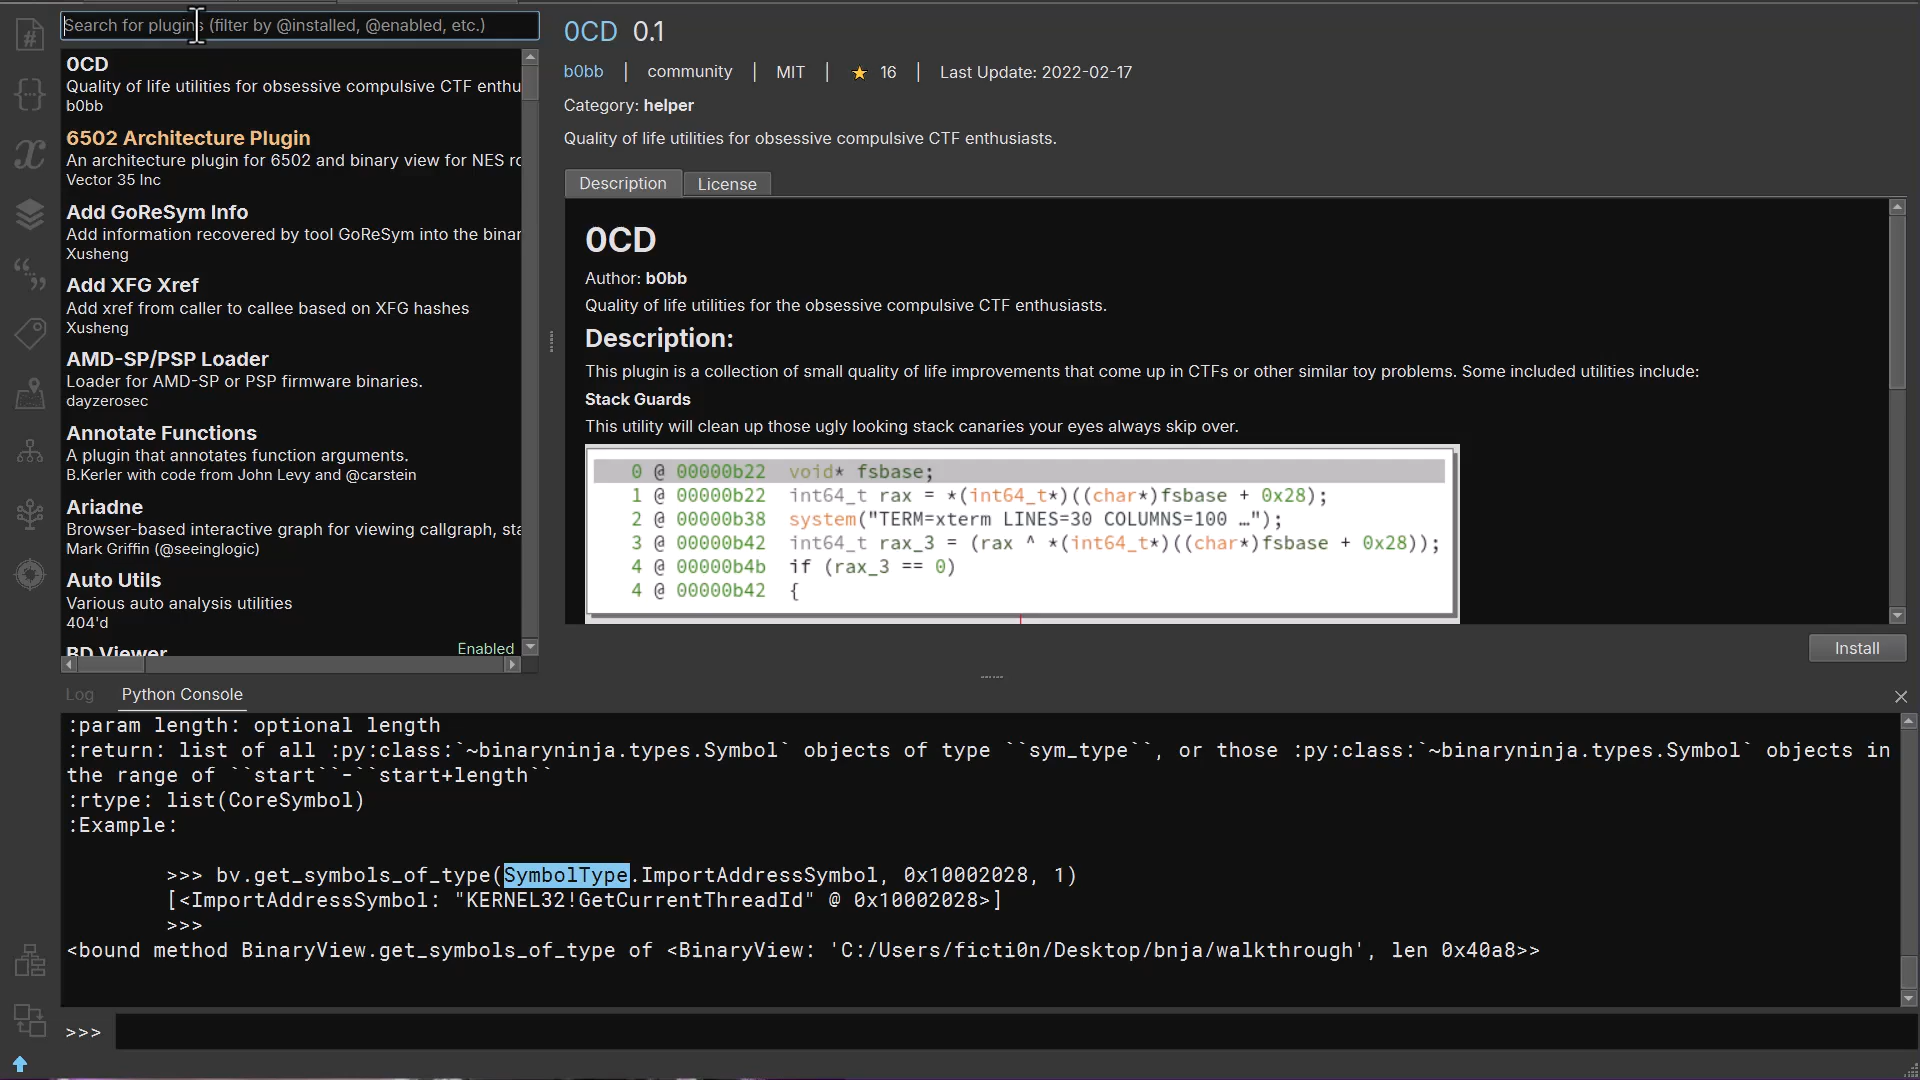 Search for plugins (filter by @installed, @enabled, etc.)
0CD
Quality of life utilities for obsessive compulsive CTF enthu
b0bb
6502 Architecture Plugin
An architecture plugin for 6502 and binary view for NES ro
Vector 35 Inc
Add GoReSym Info
Add information recovered by tool GoReSym into the binar
Xusheng
Add XFG Xref
Add xref from caller to callee based on XFG hashes
Xusheng
AMD-SP/PSP Loader
Loader for AMD-SP or PSP firmware binaries.
dayzerosec
Annotate Functions
A plugin that annotates function arguments.
B.Kerler with code from John Levy and @carstein
Ariadne
Browser-based interactive graph for viewing callgraph, sta
Mark Griffin (@seeinglogic)
Auto Utils
Various auto analysis utilities
404'd
BD Viewer Enabled
0CD 0.1
b0bb | community | MIT | ★ 16 | Last Update: 2022-02-17
Category: helper
Quality of life utilities for obsessive compulsive CTF enthusiasts.
Description License
0CD
Author: b0bb
Quality of life utilities for the obsessive compulsive CTF enthusiasts.
Description:
This plugin is a collection of small quality of life improvements that come up in CTFs or other similar toy problems. Some included utilities include:
Stack Guards
This utility will clean up those ugly looking stack canaries your eyes always skip over.
0 @ 00000b22 void* fsbase;
1 @ 00000b22 int64_t rax = *(int64_t*)((char*)fsbase + 0x28);
2 @ 00000b38 system("TERM=xterm LINES=30 COLUMNS=100 …");
3 @ 00000b42 int64_t rax_3 = (rax ^ *(int64_t*)((char*)fsbase + 0x28));
4 @ 00000b4b if (rax_3 == 0)
4 @ 00000b42 {
Install
Log Python Console
:param length: optional length
:return: list of all :py:class:`~binaryninja.types.Symbol` objects of type ``sym_type``, or those :py:class:`~binaryninja.types.Symbol` objects in
the range of ``start``-``start+length``
:rtype: list(CoreSymbol)
:Example:
>>> bv.get_symbols_of_type(SymbolType.ImportAddressSymbol, 0x10002028, 1)
[<ImportAddressSymbol: "KERNEL32!GetCurrentThreadId" @ 0x10002028>]
>>>
<bound method BinaryView.get_symbols_of_type of <BinaryView: 'C:/Users/ficti0n/Desktop/bnja/walkthrough', len 0x40a8>>
>>>